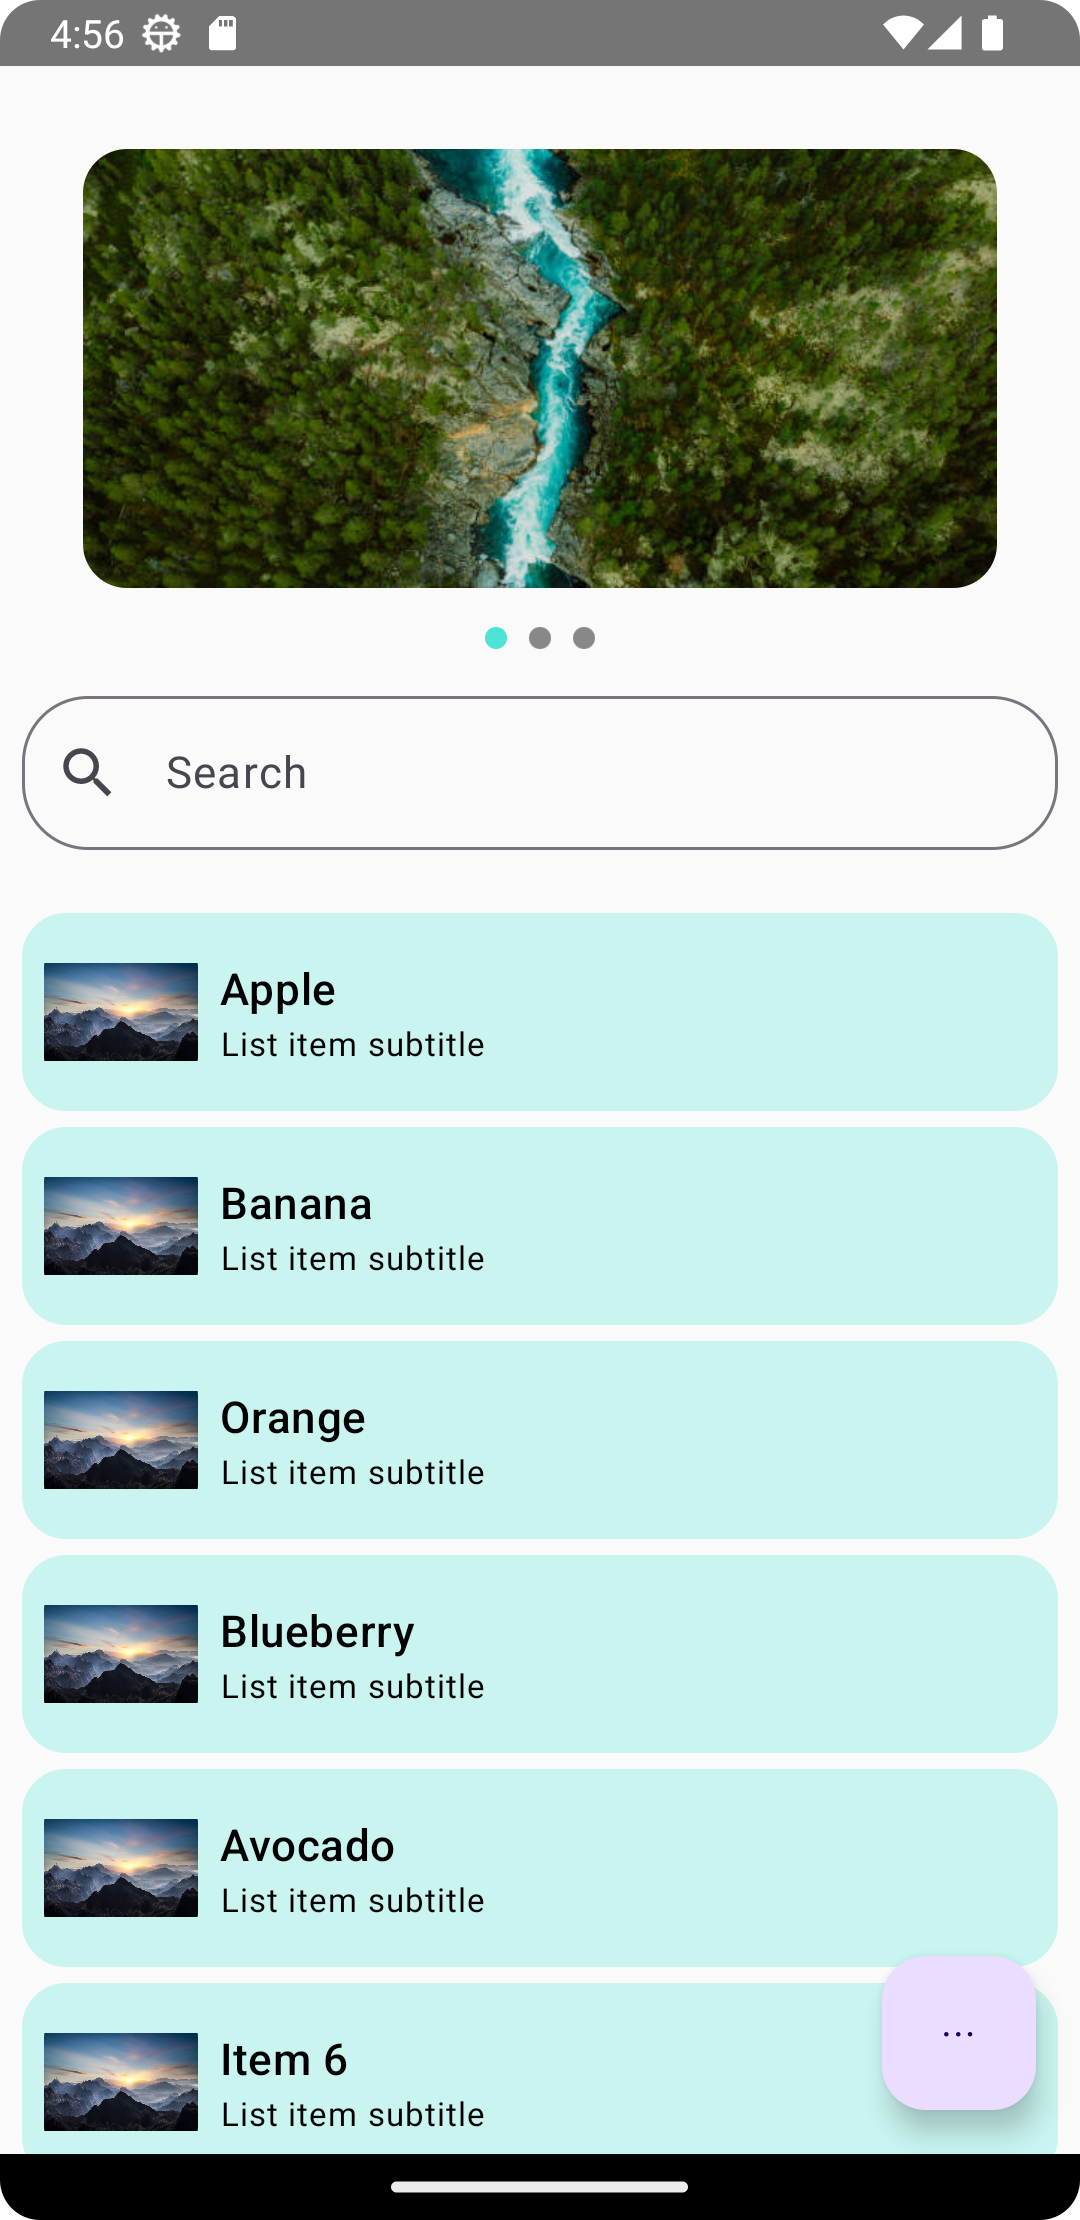 4:56
Search
Apple
List item subtitle
Banana
List item subtitle
Orange
List item subtitle
Blueberry
List item subtitle
Avocado
List item subtitle
Item 6
List item subtitle
...